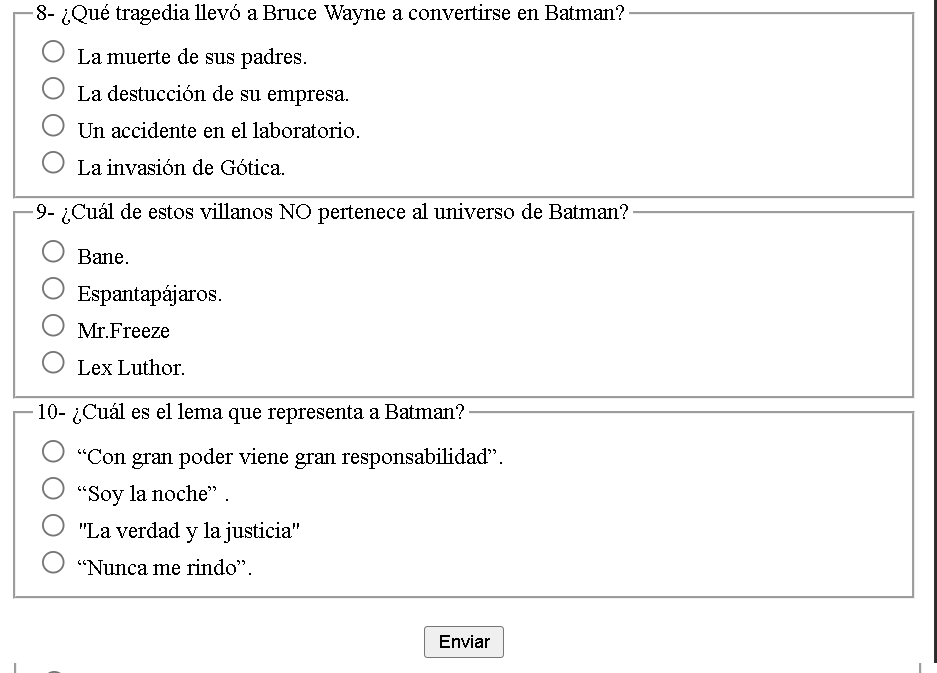 8- ¿Qué tragedia llevó a Bruce Wayne a convertirse en Batman?
La muerte de sus padres.
La destucción de su empresa.
Un accidente en el laboratorio.
La invasión de Gótica.
9- ¿Cuál de estos villanos NO pertenece al universo de Batman?
Bane.
Espantapájaros.
Mr.Freeze
Lex Luthor.
10- ¿Cuál es el lema que representa a Batman?
“Con gran poder viene gran responsabilidad”.
“Soy la noche” .
"La verdad y la justicia"
“Nunca me rindo”.
Enviar